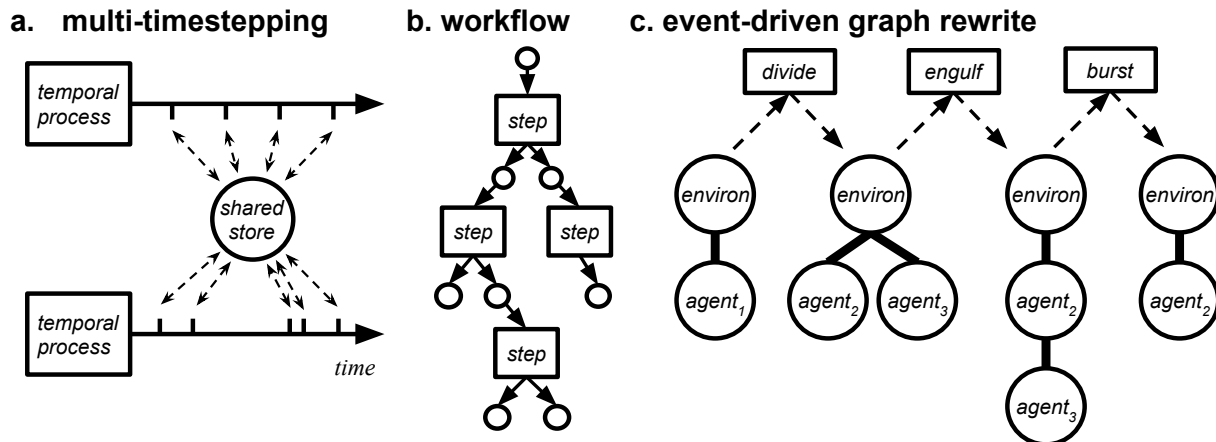 a. multi-timestepping
temporal
process
shared
store
temporal
process
time
b. workflow
step
step
step
step
c. event-driven graph rewrite
divide
engulf
burst
environ
environ
environ
environ
agent₁
agent₂
agent₃
agent₂
agent₂
agent₃